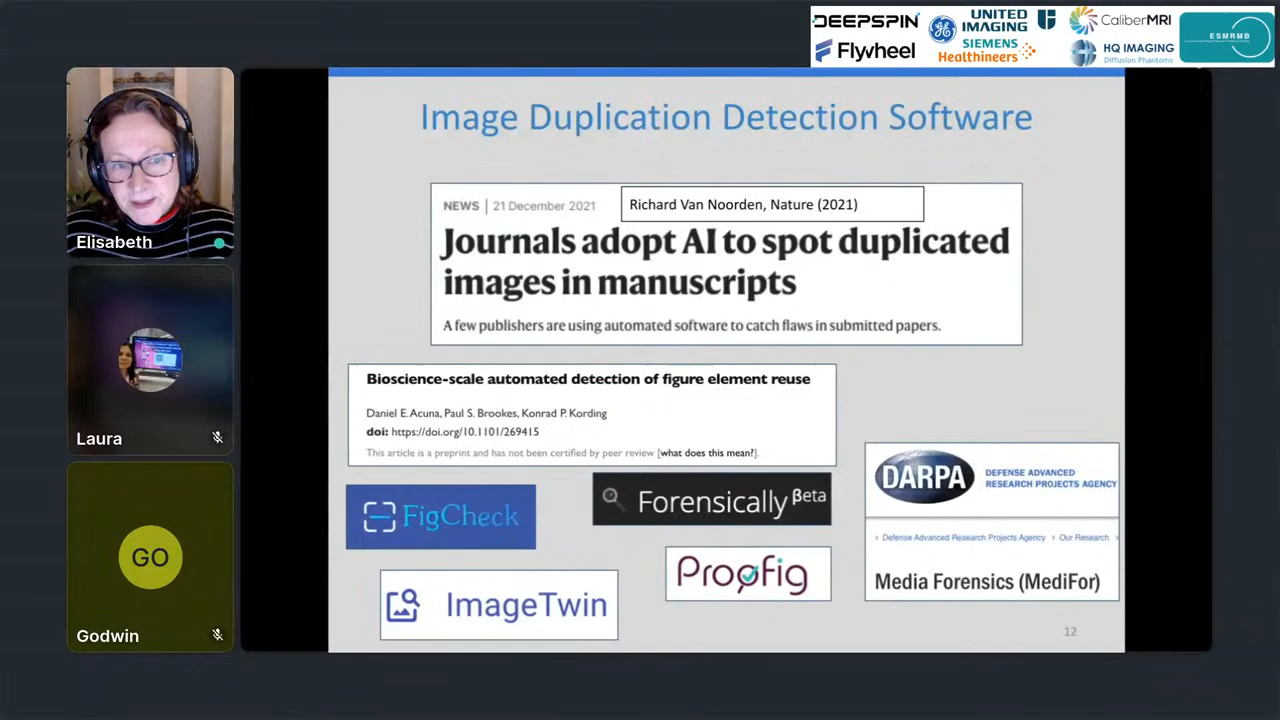 DEEPSPIN
Flyheel
UNITED
IMAGING
SIEMENS
Healthineers
CaliberMRI
HQ IMAGING
Diffusion Phantoms
ESMRMB
Elisabeth
Laura
GO
Godwin
Image Duplication Detection Software
NEWS | 21 December 2021
Richard Van Noorden, Nature (2021)
Journals adopt AI to spot duplicated
images in manuscripts
A few publishers are using automated software to catch flaws in submitted papers.
Bioscience-scale automated detection of figure element reuse
Daniel E. Acuna, Paul S. Brookes, Konrad P. Kording
doi: https://doi.org/10.1101/269415
This article is a preprint and has not been certified by peer review [what does this mean?].
FigCheck
Forensically βeta
Proofig
ImageTwin
DARPA
DEFENSE ADVANCED
RESEARCH PROJECTS AGENCY
› Defense Advanced Research Projects Agency › Our Research ›
Media Forensics (MediFor)
12